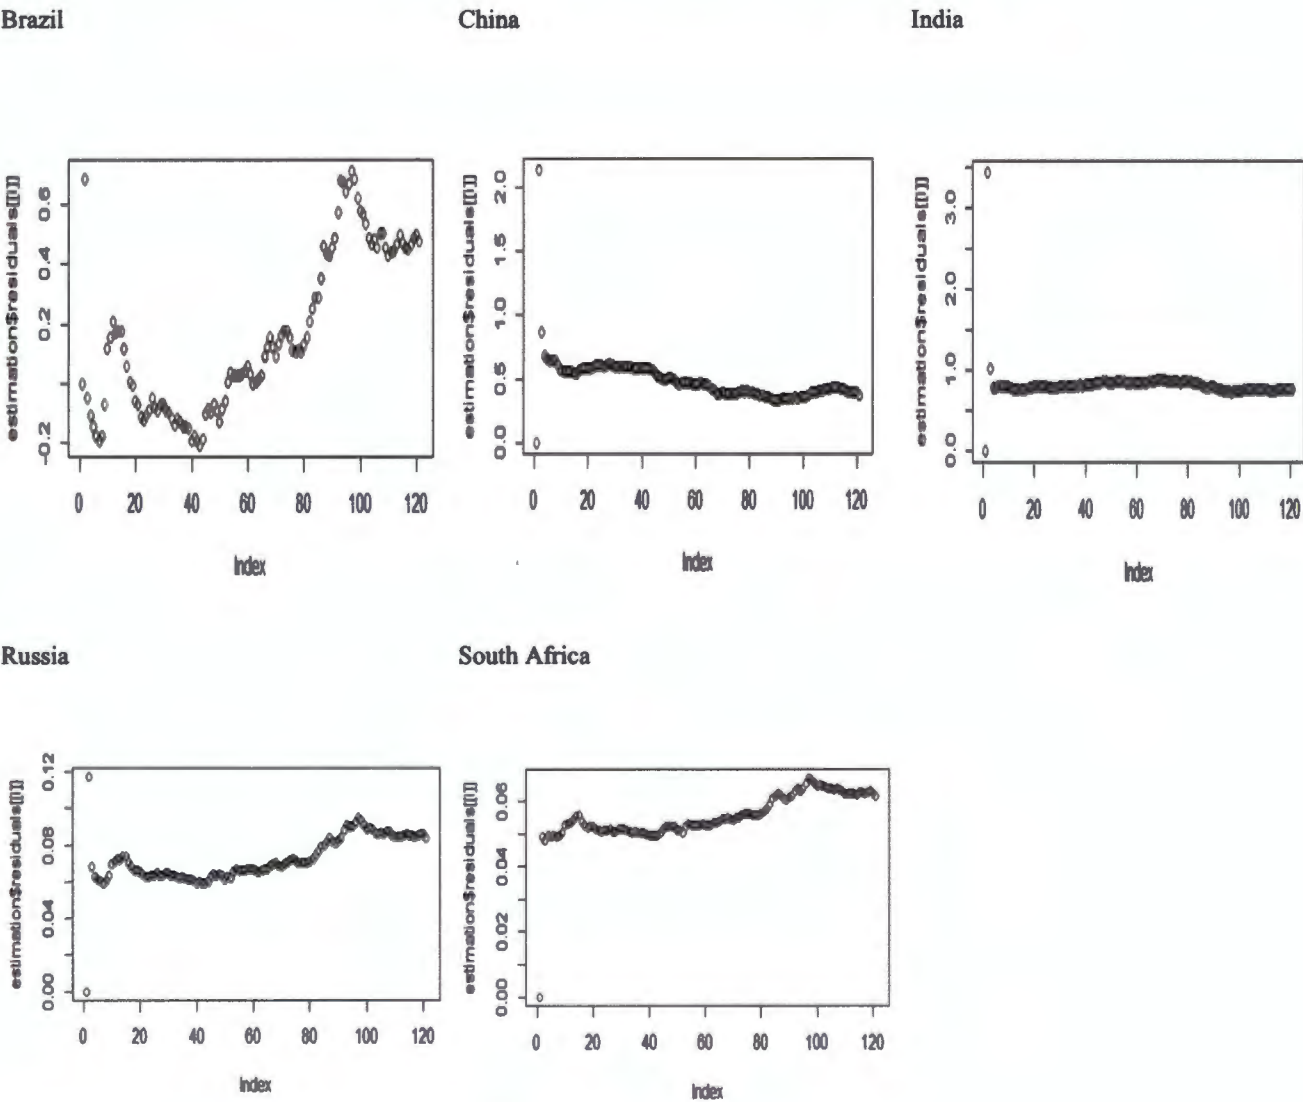 Brazil
China
India
estimation$residuals[[i]]
-0.2 0.2 0.4 0.6
0 20 40 60 80 100 120
Index
estimation$residuals[[i]]
0.0 0.5 1.0 1.5 2.0
0 20 40 60 80 100 120
Index
estimation$residuals[[i]]
0.0 1.0 2.0 3.0
0 20 40 60 80 100 120
Index
Russia
South Africa
estimation$residuals[[i]]
0.00 0.04 0.08 0.12
0 20 40 60 80 100 120
Index
estimation$residuals[[i]]
0.00 0.02 0.04 0.06
0 20 40 60 80 100 120
Index